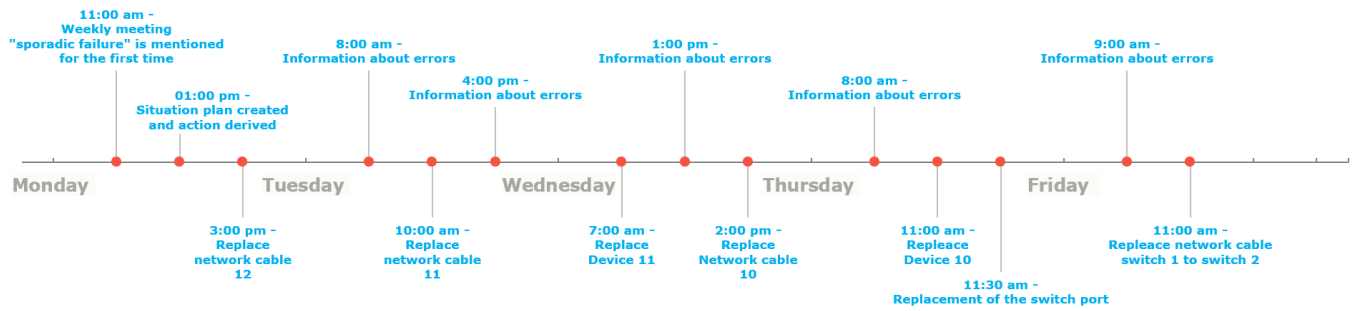 11:00 am -
Weekly meeting
"sporadic failure" is mentioned
for the first time
01:00 pm -
Situation plan created
and action derived
8:00 am -
Information about errors
4:00 pm -
Information about errors
1:00 pm -
Information about errors
8:00 am -
Information about errors
9:00 am -
Information about errors
Monday
Tuesday
Wednesday
Thursday
Friday
3:00 pm -
Replace
network cable
12
10:00 am -
Replace
network cable
11
7:00 am -
Replace
Device 11
2:00 pm -
Replace
Network cable
10
11:00 am -
Repleace
Device 10
11:30 am -
Replacement of the switch port
11:00 am -
Repleace network cable
switch 1 to switch 2